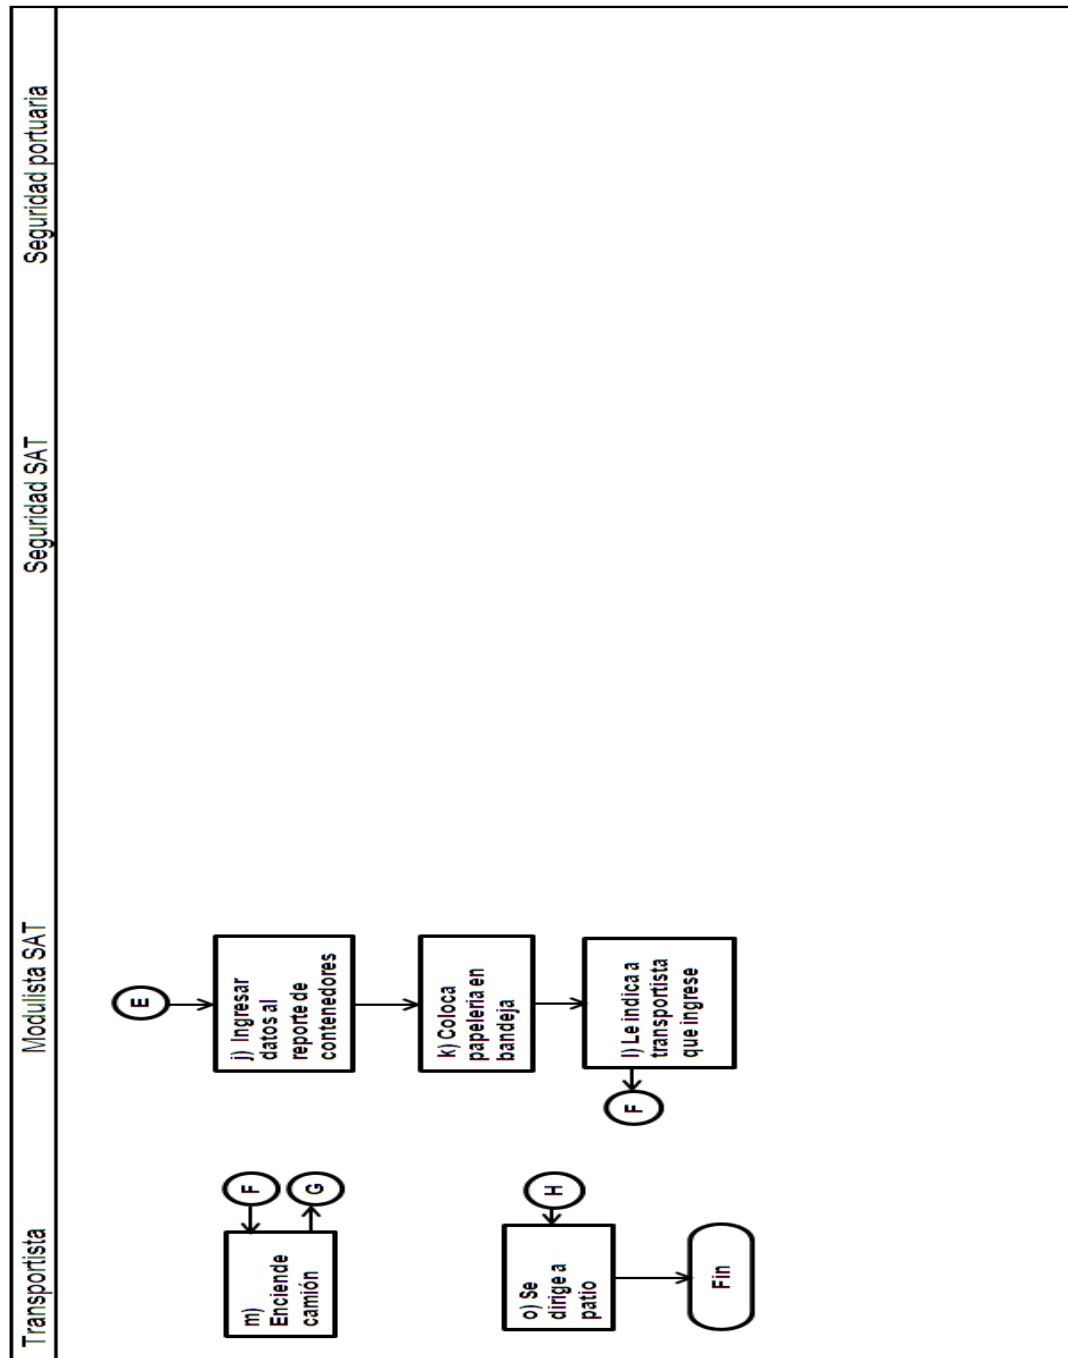 Transportista
Modulista SAT
Seguridad SAT
Seguridad portuaria
E
j) Ingresar
datos al
reporte de
contenedores
k) Coloca
papeleria en
bandeja
l) Le indica a
transportista
que ingrese
F
F
G
m)
Enciende
camión
H
o) Se
dirige a
patio
Fin